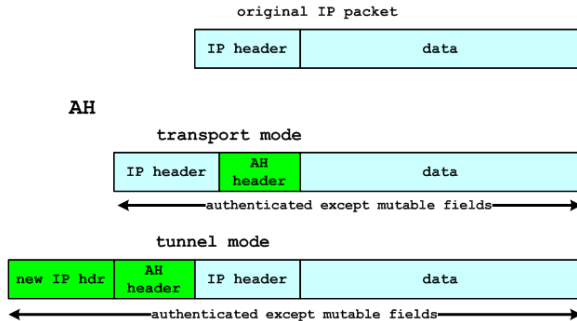 original IP packet
IP header data
AH
transport mode
IP header AH header data
authenticated except mutable fields
tunnel mode
new IP hdr AH header IP header data
authenticated except mutable fields